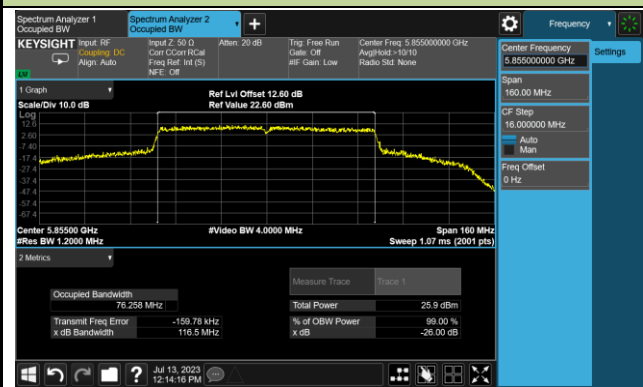 Spectrum Analyzer 1
Occupied BW
Spectrum Analyzer 2
Occupied BW
Frequency
KEYSIGHT
Input: RF
Coupling: DC
Align: Auto
Input Z: 50 Ω
Corr CCorr RCal
Freq Ref: Int (S)
NFE: Off
Atten: 20 dB
Trig: Free Run
Gate: Off
#IF Gain: Low
Center Freq: 5.855000000 GHz
Avg|Hold:>10/10
Radio Std: None
Center Frequency
5.855000000 GHz
Settings
Span
160.00 MHz
CF Step
16.000000 MHz
Auto
Man
Freq Offset
0 Hz
1 Graph
Scale/Div 10.0 dB
Ref Lvl Offset 12.60 dB
Ref Value 22.60 dBm
Log
12.6
2.60
-7.40
-17.4
-27.4
-37.4
-47.4
-57.4
-67.4
Center 5.85500 GHz
#Video BW 4.0000 MHz
Span 160 MHz
#Res BW 1.2000 MHz
Sweep 1.07 ms (2001 pts)
2 Metrics
Measure Trace
Trace 1
Occupied Bandwidth
76.258 MHz
Total Power
25.9 dBm
Transmit Freq Error
-159.78 kHz
% of OBW Power
99.00 %
x dB Bandwidth
116.5 MHz
x dB
-26.00 dB
?
Jul 13, 2023
12:14:16 PM